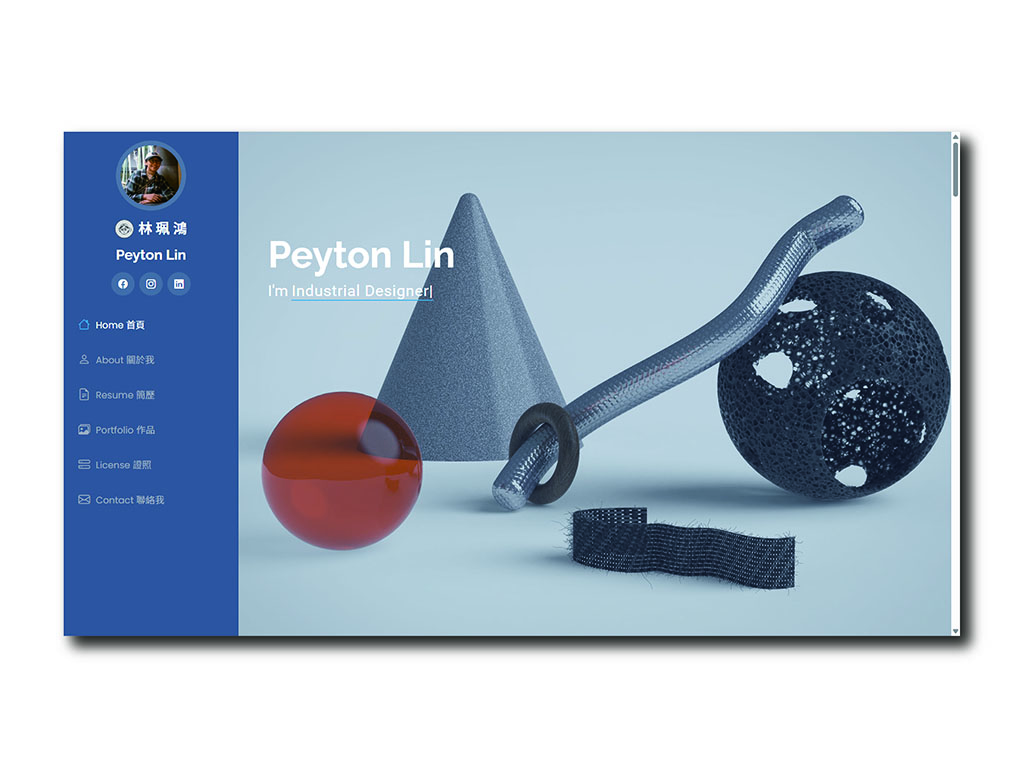 林珮鴻
Peyton Lin
Home 首頁
About 關於我
Resume 簡歷
Portfolio 作品
License 證照
Contact 聯絡我
Peyton Lin
I'm Industrial Designer|